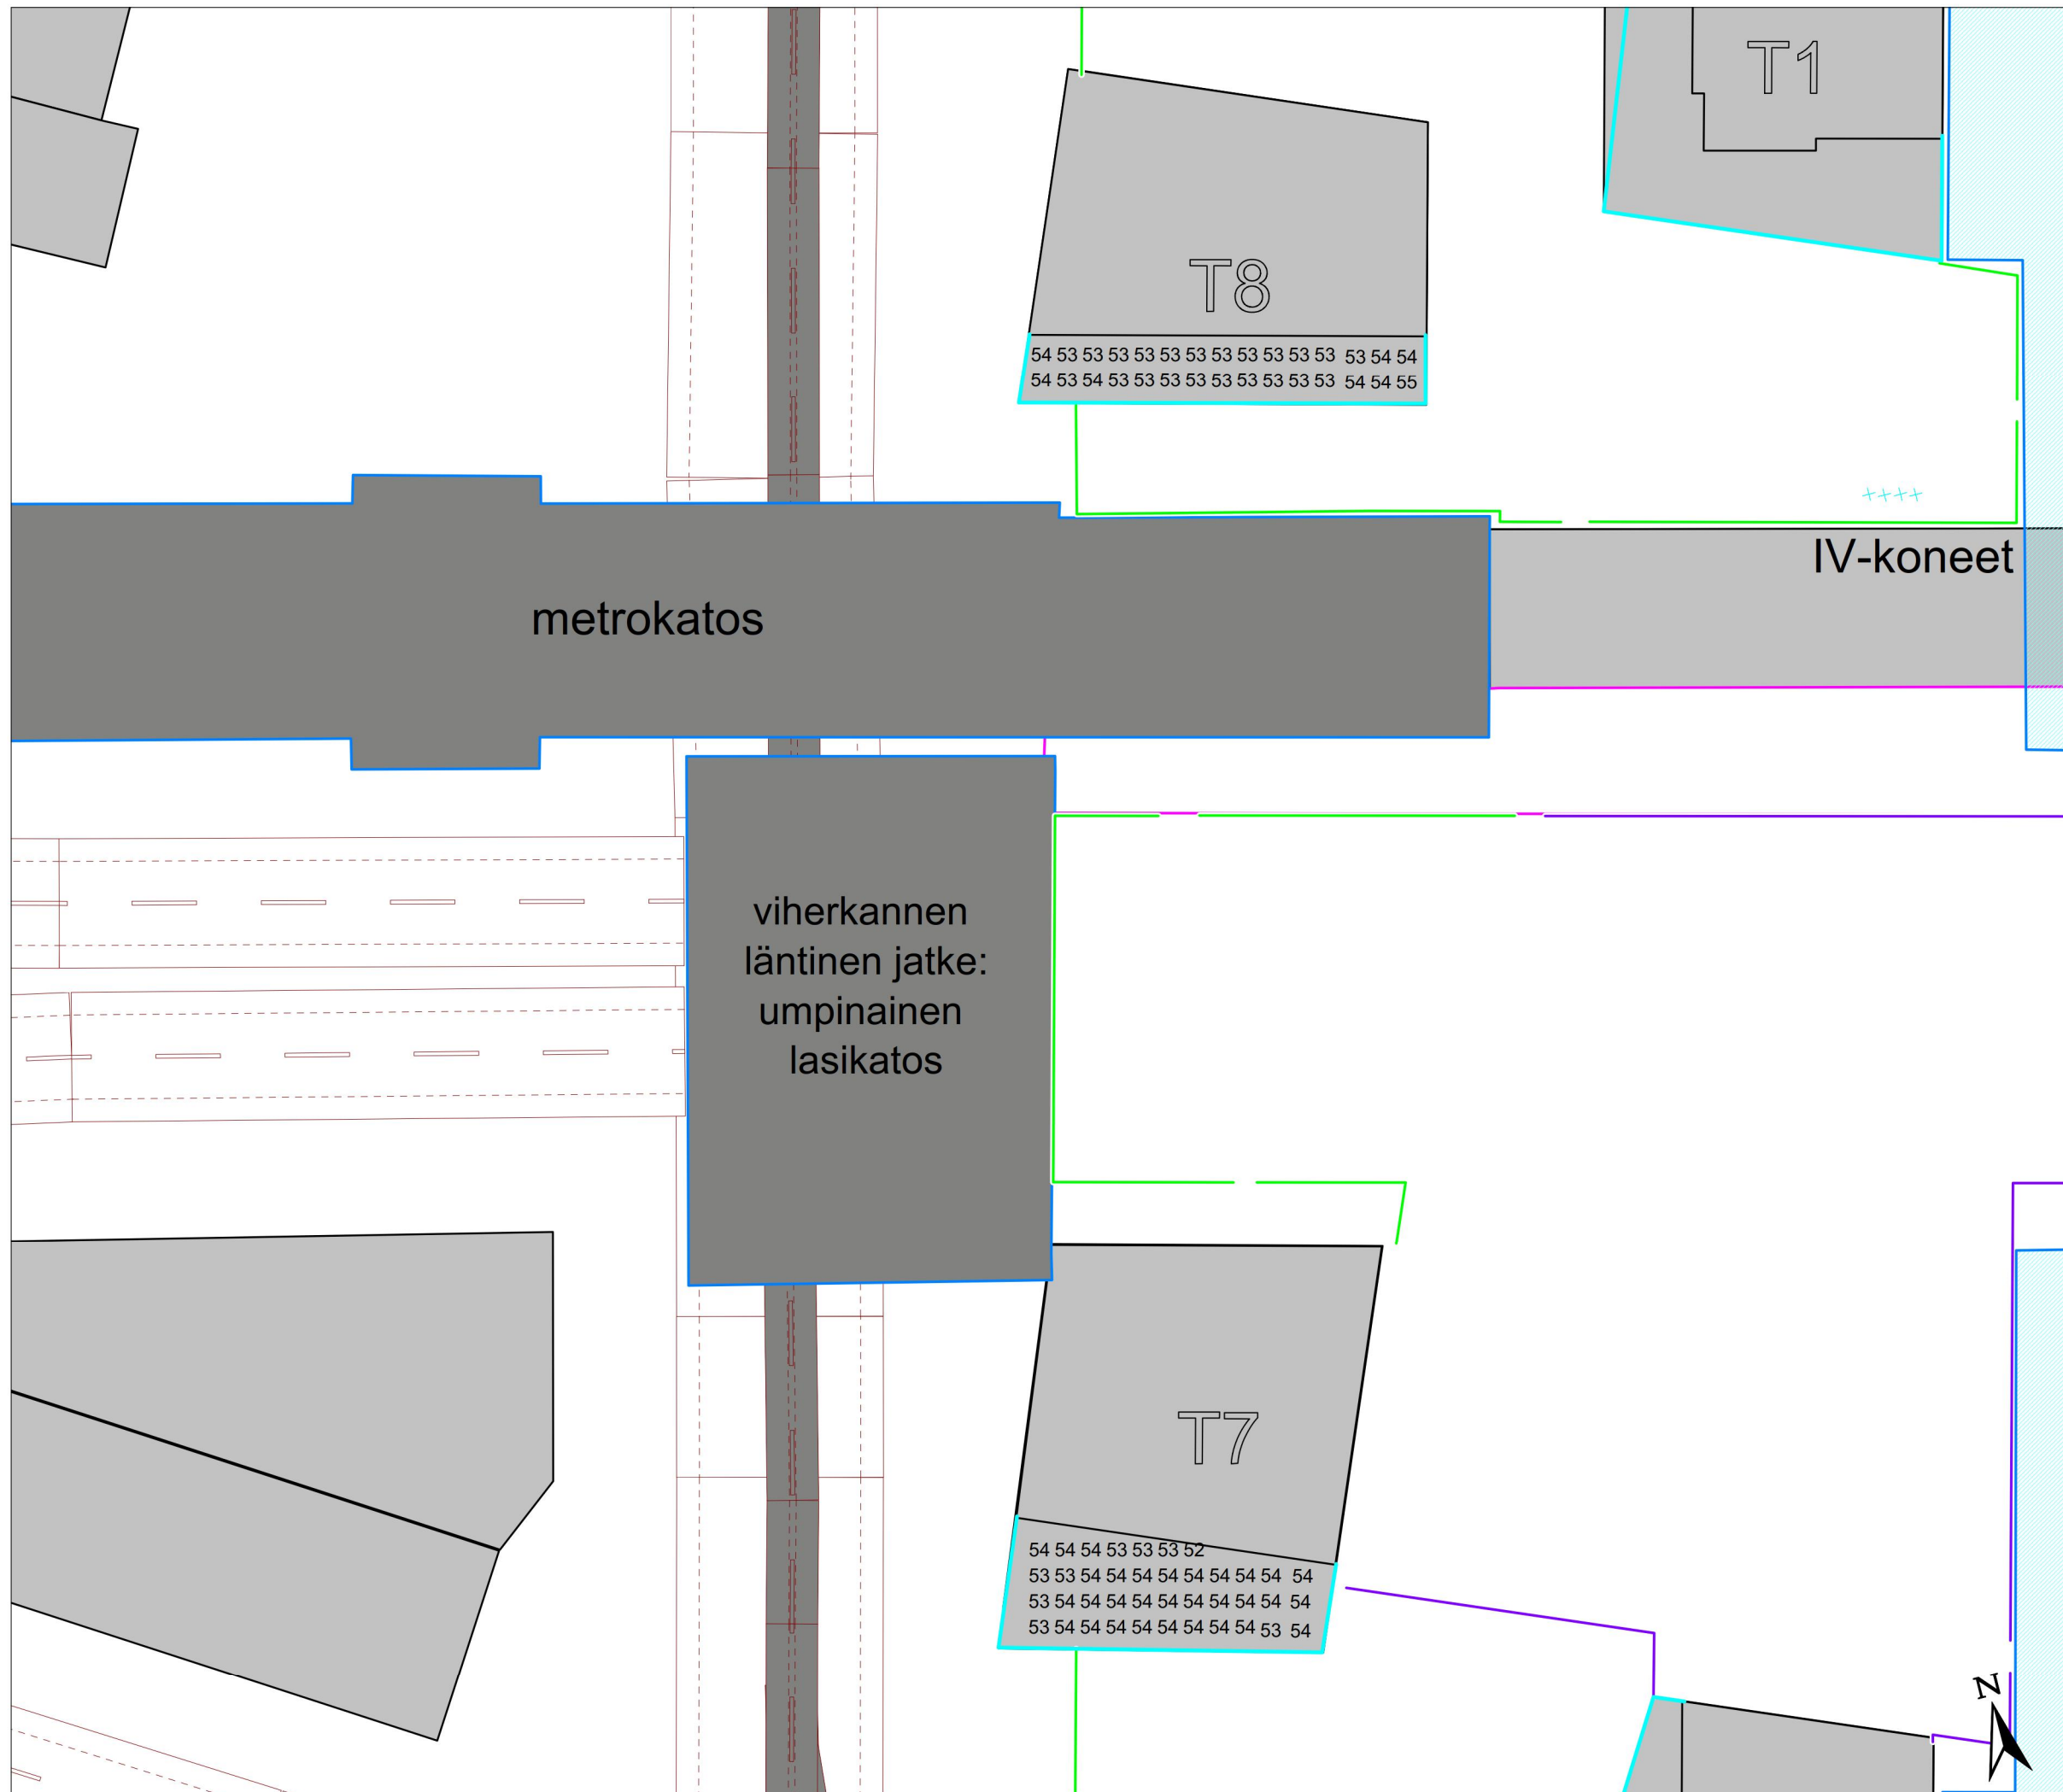 T1
T8
54 53 53 53 53 53 53 53 53 53 53 53 53 54 54
54 53 54 53 53 53 53 53 53 53 53 53 54 54 55
++++
IV-koneet
metrokatos
viherkannen
läntinen jatke:
umpinainen
lasikatos
T7
54 54 54 53 53 53 52
53 53 54 54 54 54 54 54 54 54 54
53 54 54 54 54 54 54 54 54 54 54
53 54 54 54 54 54 54 54 54 53 54
N